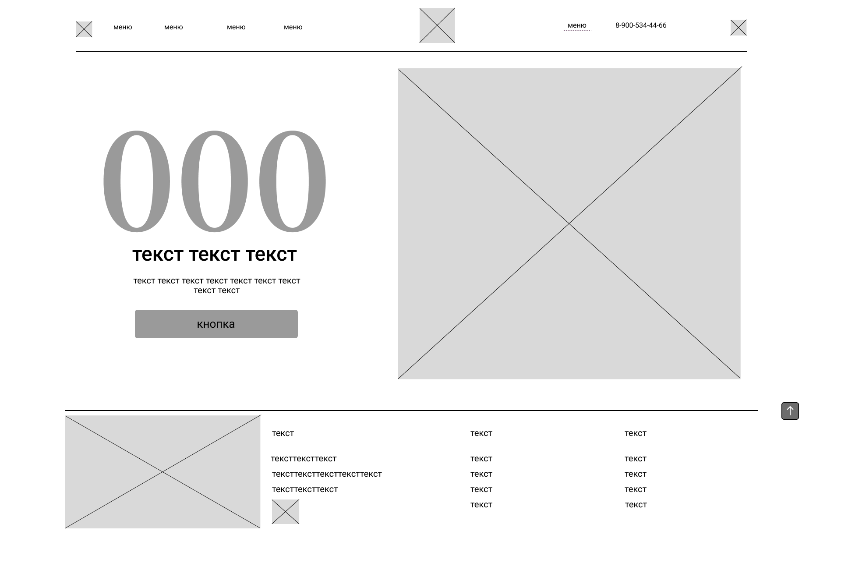 меню меню меню меню меню 8-900-534-44-66
000
текст текст текст
текст текст текст текст текст текст текст
текст текст
кнопка
текст текст текст
тексттексттекст текст текст
тексттексттексттексттекст текст текст
тексттексттекст текст текст
текст текст